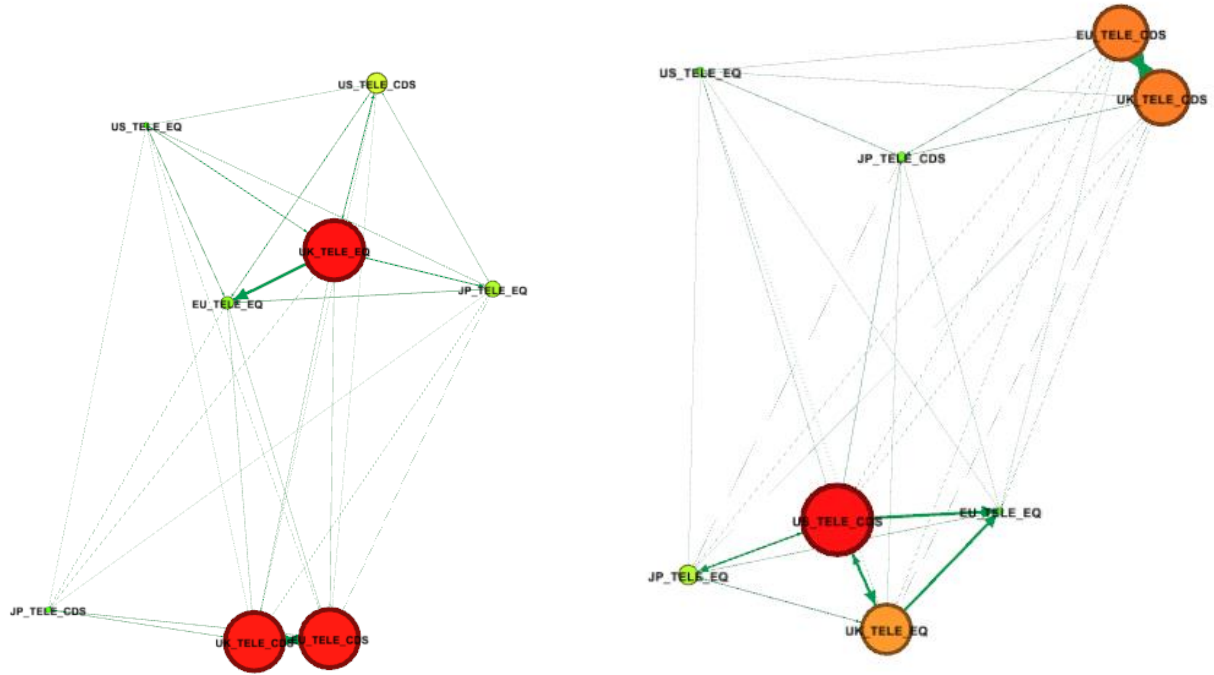 US_TELE_CDS
US_TELE_EQ
UK_TELE_EQ
JP_TELE_EQ
EU_TELE_EQ
JP_TELE_CDS
UK_TELE_CDS
EU_TELE_CDS
EU_TELE_CDS
US_TELE_EQ
UK_TELE_CDS
JP_TELE_CDS
EU_TELE_EQ
US_TELE_CDS
JP_TELE_EQ
UK_TELE_EQ